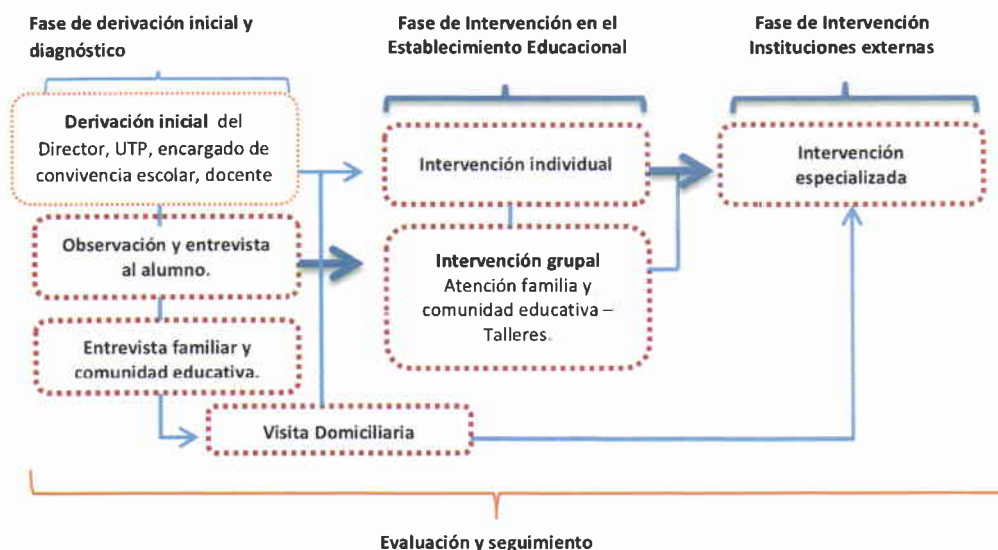 Fase de derivación inicial y
diagnóstico
Fase de Intervención en el
Establecimiento Educacional
Fase de Intervención
Instituciones externas
Derivación inicial del
Director, UTP, encargado de
convivencia escolar, docente
Observación y entrevista
al alumno.
Entrevista familiar y
comunidad educativa.
Visita Domiciliaria
Intervención individual
Intervención grupal
Atención familia y
comunidad educativa –
Talleres.
Intervención
especializada
Evaluación y seguimiento